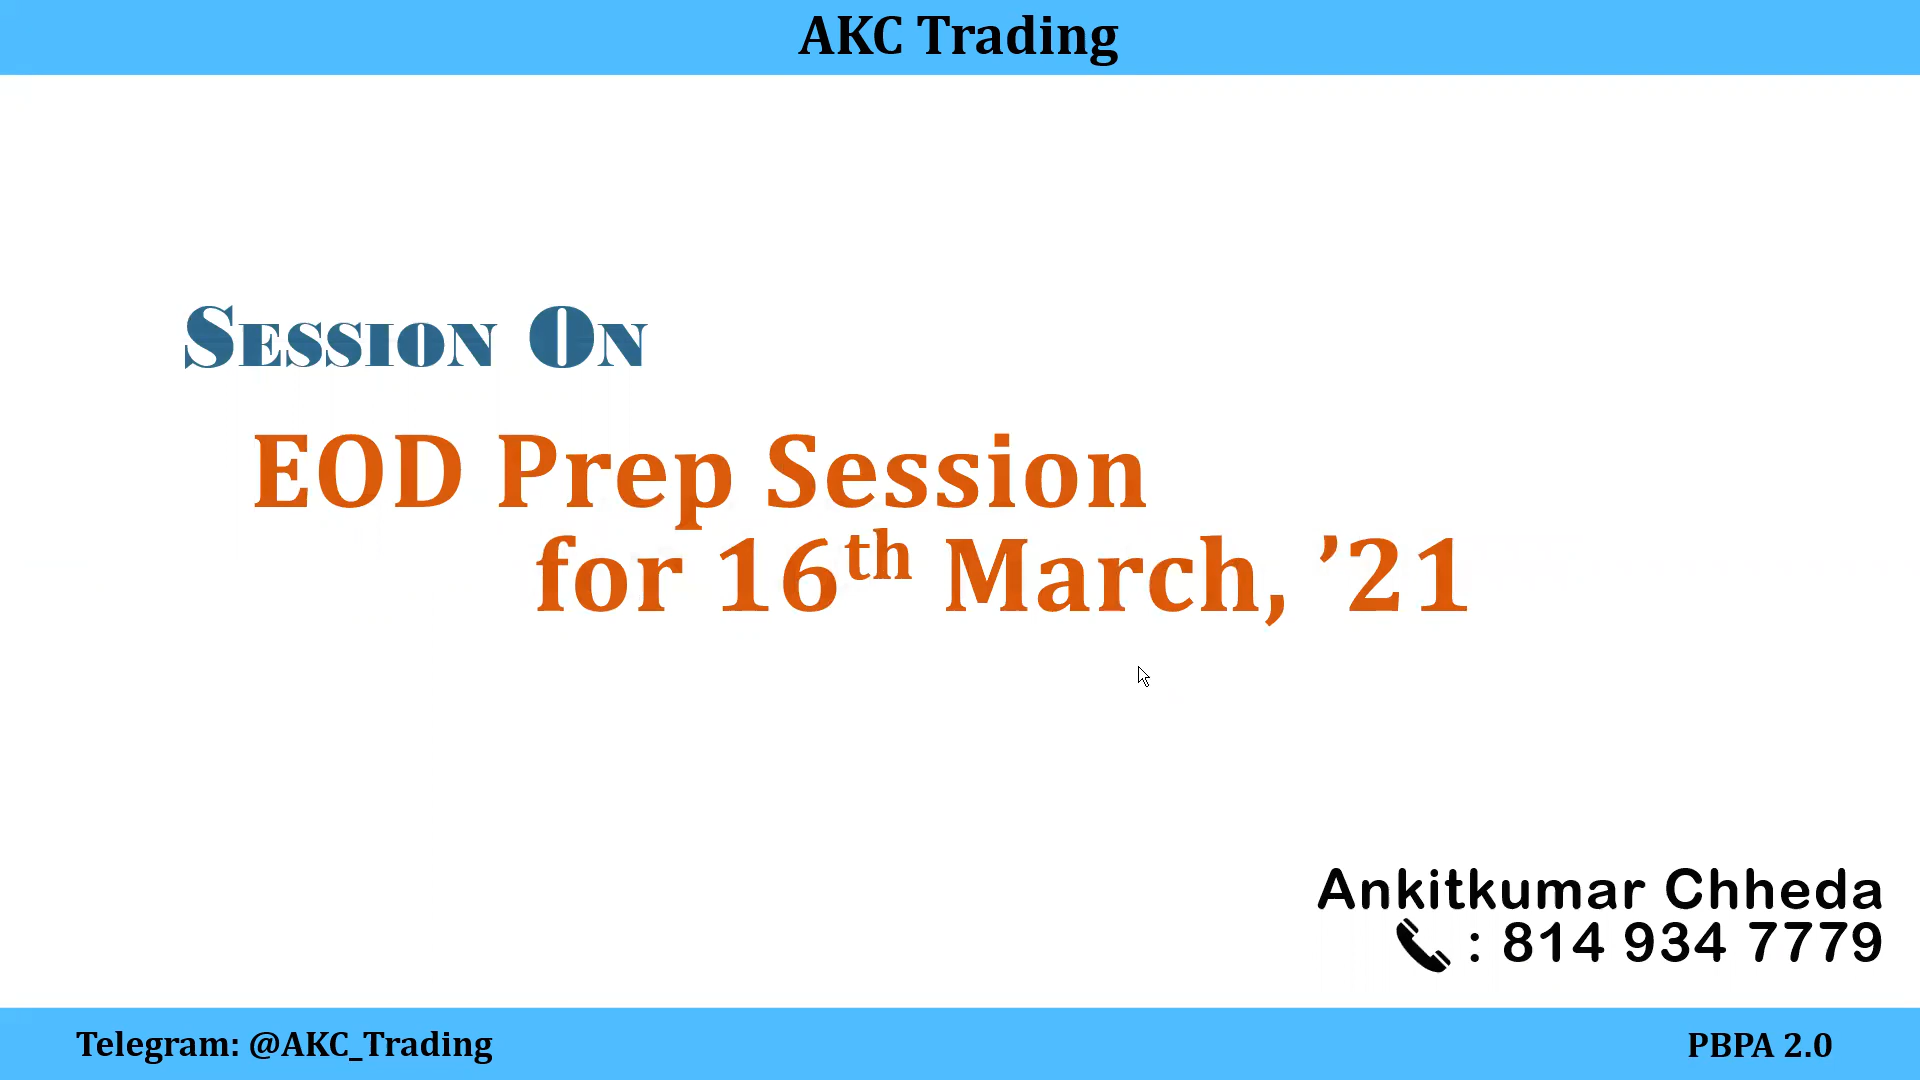 AKC Trading
Session On
EOD Prep Session
for 16th March, ’21
Ankitkumar Chheda
: 814 934 7779
Telegram: @AKC_Trading
PBPA 2.0